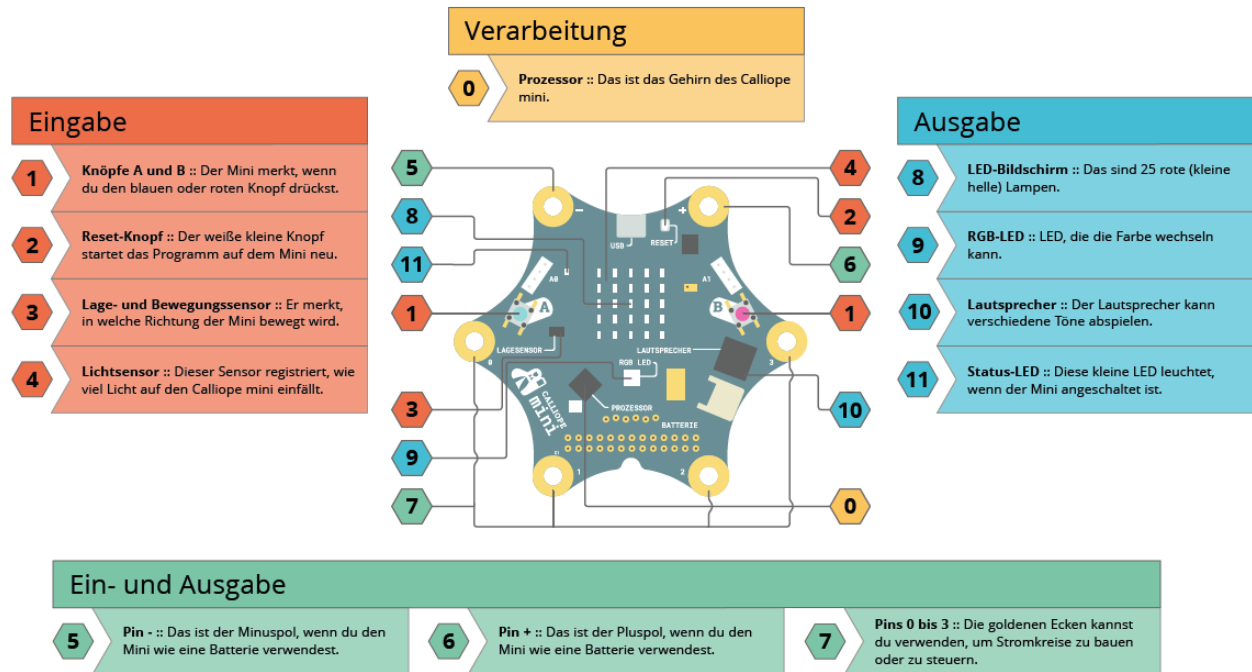 Verarbeitung
0
Prozessor :: Das ist das Gehirn des Calliope
mini.
Eingabe
1
Knöpfe A und B :: Der Mini merkt, wenn
du den blauen oder roten Knopf drückst.
2
Reset-Knopf :: Der weiße kleine Knopf
startet das Programm auf dem Mini neu.
3
Lage- und Bewegungssensor :: Er merkt,
in welche Richtung der Mini bewegt wird.
4
Lichtsensor :: Dieser Sensor registriert, wie
viel Licht auf den Calliope mini einfällt.
5
8
11
1
3
9
7
−
+
USB
RESET
A0
A1
A
B
LAGESENSOR
LAUTSPRECHER
0
3
RGB LED
CALLIOPE
mini
PROZESSOR
BATTERIE
1
2
4
2
6
1
10
0
Ausgabe
8
LED-Bildschirm :: Das sind 25 rote (kleine
helle) Lampen.
9
RGB-LED :: LED, die die Farbe wechseln
kann.
10
Lautsprecher :: Der Lautsprecher kann
verschiedene Töne abspielen.
11
Status-LED :: Diese kleine LED leuchtet,
wenn der Mini angeschaltet ist.
Ein- und Ausgabe
5
Pin - :: Das ist der Minuspol, wenn du den
Mini wie eine Batterie verwendest.
6
Pin + :: Das ist der Pluspol, wenn du den
Mini wie eine Batterie verwendest.
7
Pins 0 bis 3 :: Die goldenen Ecken kannst
du verwenden, um Stromkreise zu bauen
oder zu steuern.